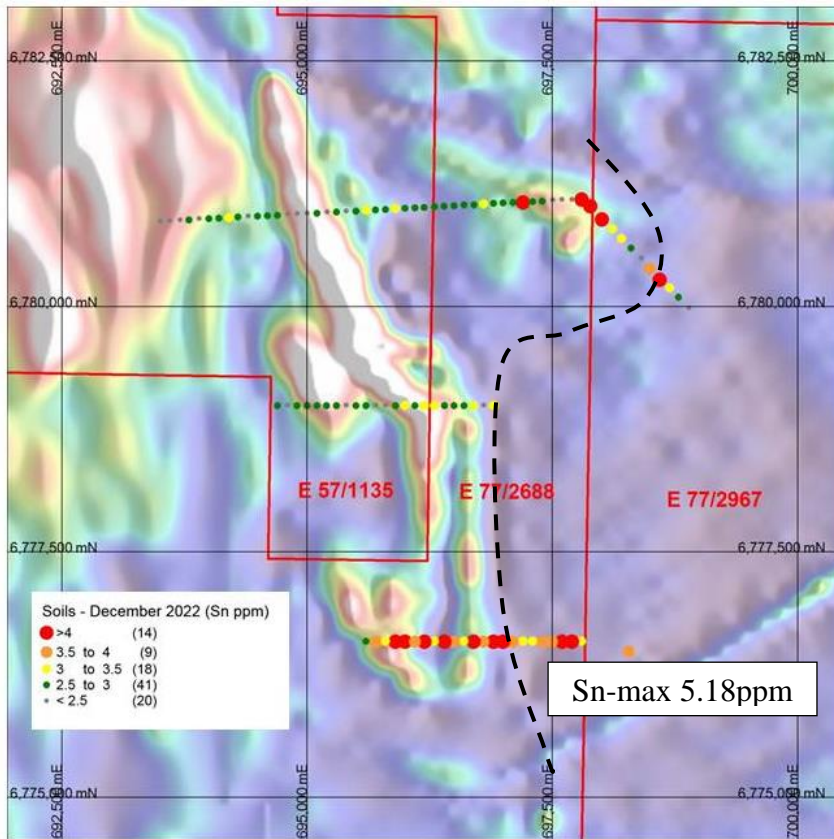 692,500 mE
695,000 mE
697,500 mE
700,000 mE
6,782,500 mN
6,782,500 mN
6,780,000 mN
6,780,000 mN
E 57/1135
E 77/2688
E 77/2967
6,777,500 mN
6,777,500 mN
Soils - December 2022 (Sn ppm)
>4 (14)
3.5 to 4 (9)
3 to 3.5 (18)
2.5 to 3 (41)
< 2.5 (20)
Sn-max 5.18ppm
6,775,000 mN
6,775,000 mN
692,500 mE
695,000 mE
697,500 mE
700,000 mE